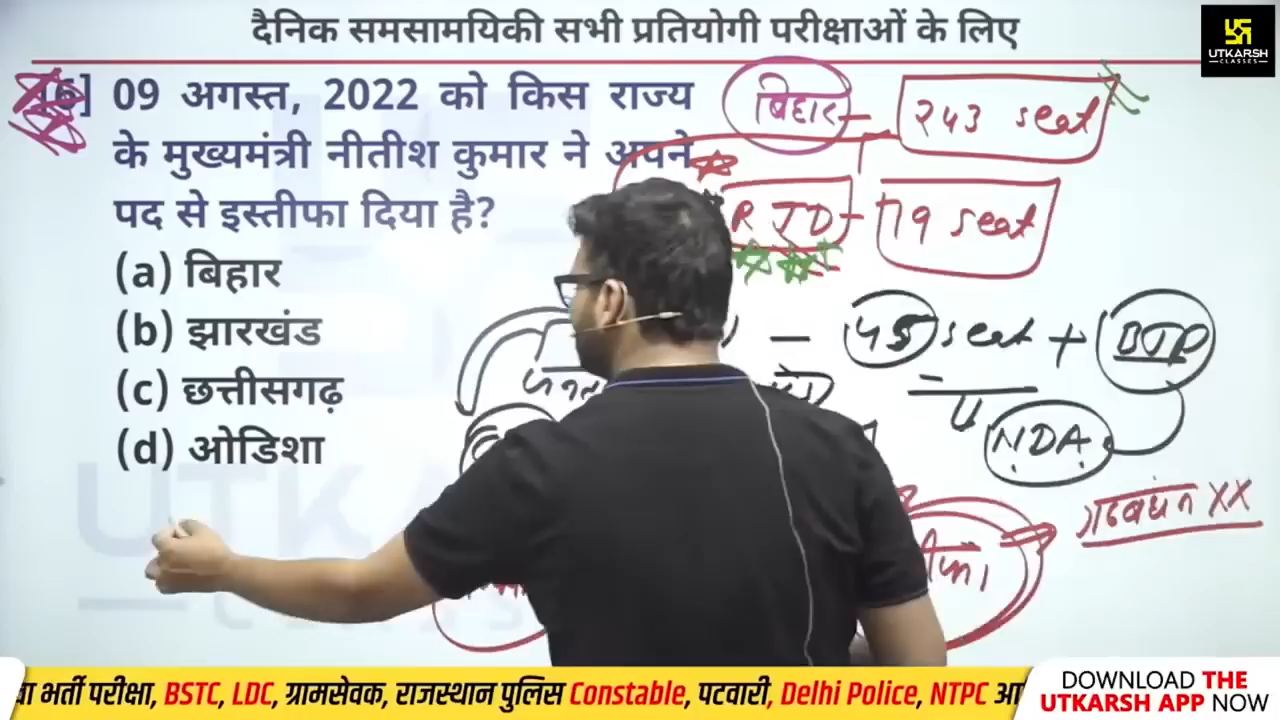 दैनिक समसामयिकी सभी प्रतियोगी परीक्षाओं के लिए
UTKARSH
CLASSES
09 अगस्त, 2022 को किस राज्य
के मुख्यमंत्री नीतीश कुमार ने अपने
पद से इस्तीफा दिया है?
(a) बिहार
(b) झारखंड
(c) छत्तीसगढ़
(d) ओडिशा
बिहार - 243 seat
RJD - 79 seat
- 45 seat + BJP
NDA
गठबंधन XX
भर्ती परीक्षा, BSTC, LDC, ग्रामसेवक, राजस्थान पुलिस Constable, पटवारी, Delhi Police, NTPC
DOWNLOAD THE
UTKARSH APP NOW